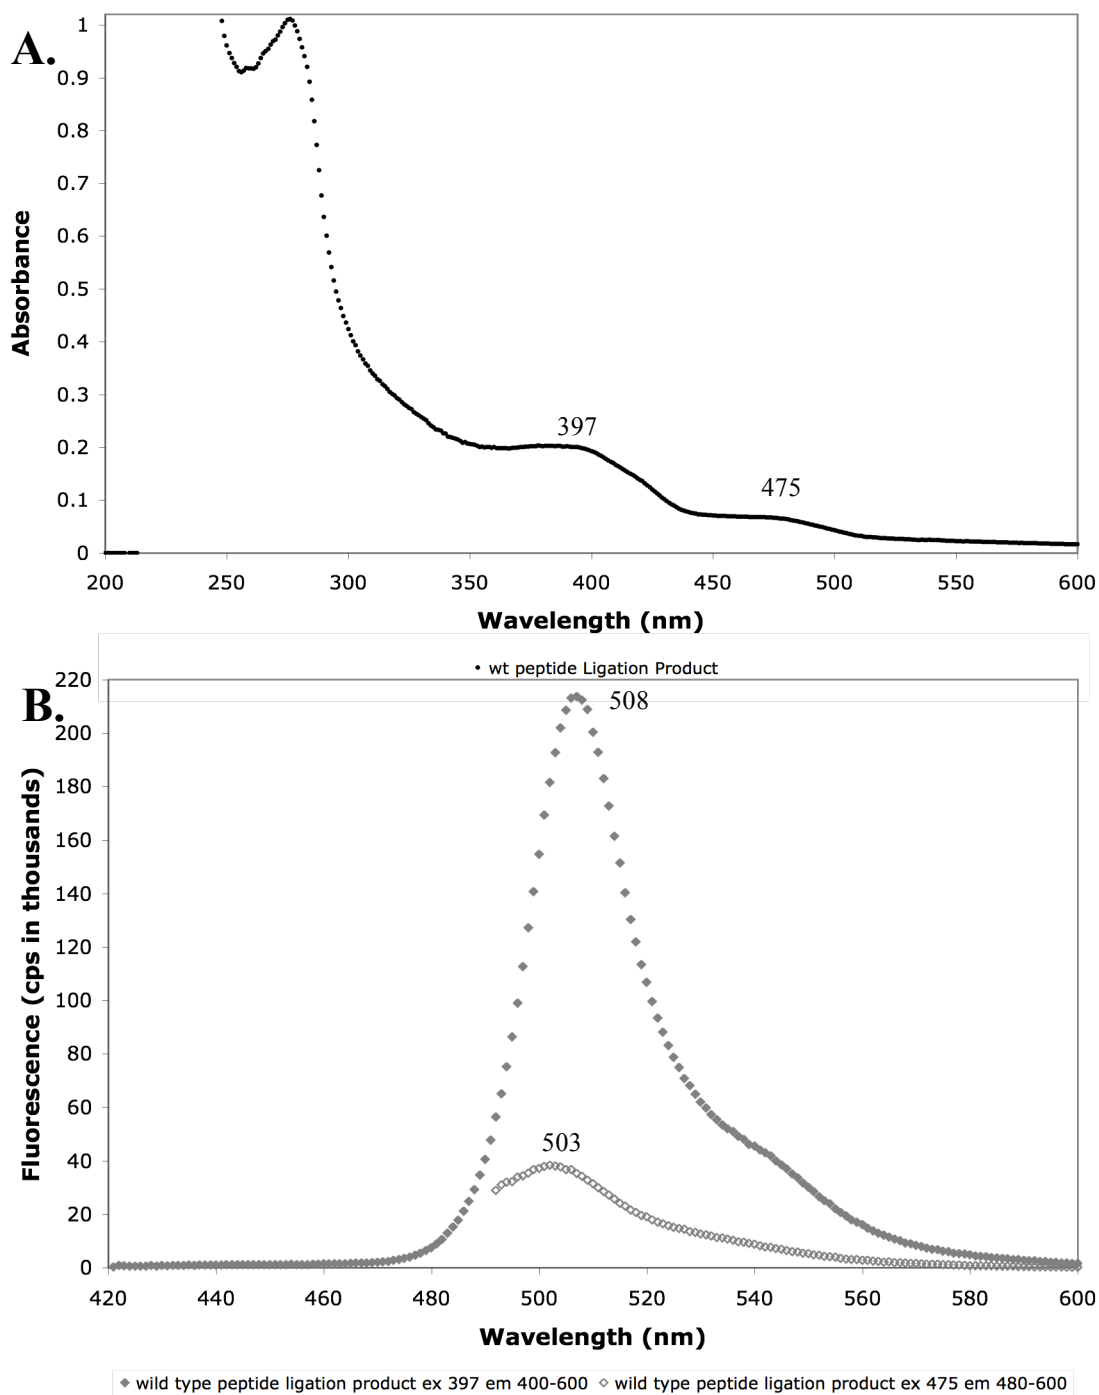 A.
1
0.9
0.8
0.7
0.6
0.5
0.4
0.3
0.2
0.1
0
Absorbance
397
475
200 250 300 350 400 450 500 550 600
Wavelength (nm)
• wt peptide Ligation Product
B.
220
200
180
160
140
120
100
80
60
40
20
0
Fluorescence (cps in thousands)
508
503
420 440 460 480 500 520 540 560 580 600
Wavelength (nm)
wild type peptide ligation product ex 397 em 400-600 wild type peptide ligation product ex 475 em 480-600